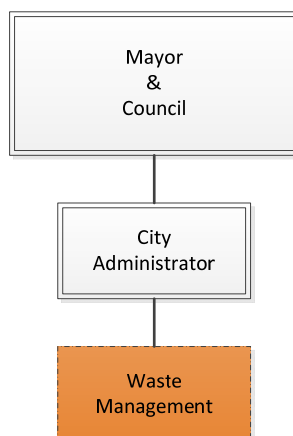 Mayor
&
Council
City
Administrator
Waste
Management